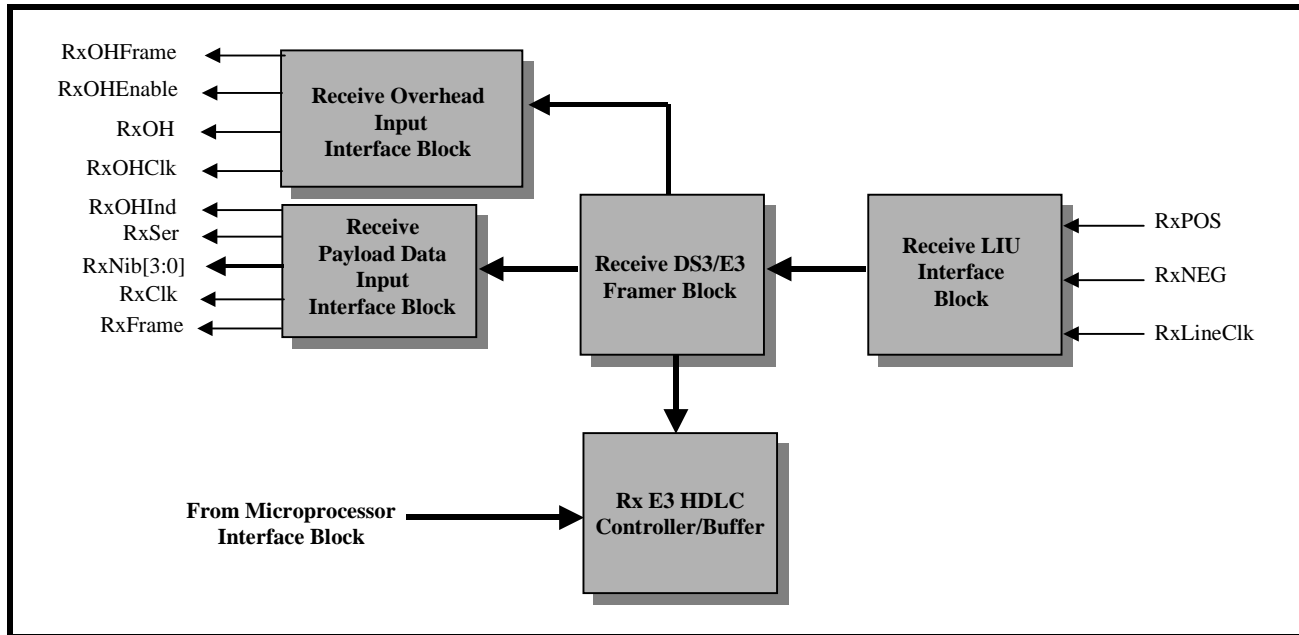 RxOHFrame
RxOHEnable
RxOH
RxOHClk
Receive Overhead
Input
Interface Block
RxOHInd
RxSer
RxNib[3:0]
RxClk
RxFrame
Receive
Payload Data
Input
Interface Block
Receive DS3/E3
Framer Block
Receive LIU
Interface
Block
RxPOS
RxNEG
RxLineClk
From Microprocessor
Interface Block
Rx E3 HDLC
Controller/Buffer